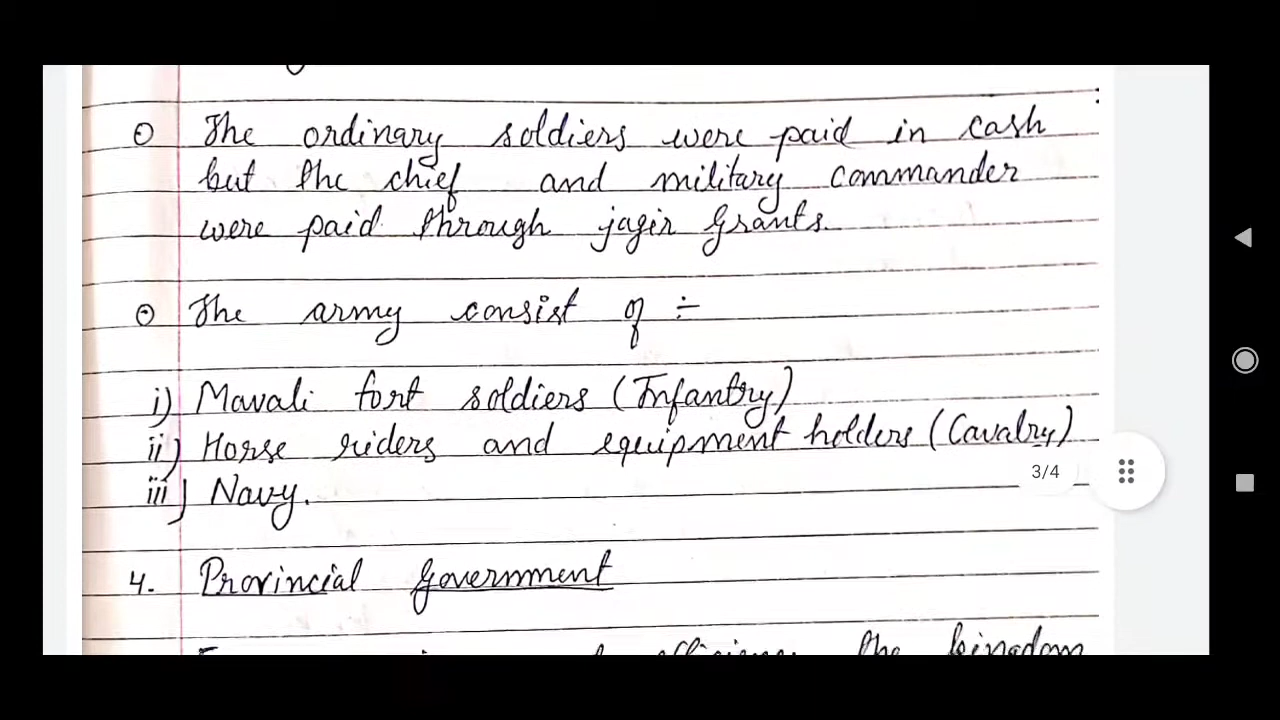 The ordinary soldiers were paid in cash
but the chief and military commander
were paid through jagir grants.
The army consist of ÷
i) Mavali fort soldiers (Infantry)
ii) Horse riders and equipment holders (Cavalry)
3/4
iii) Navy.
4. Provincial Government
the kingdom